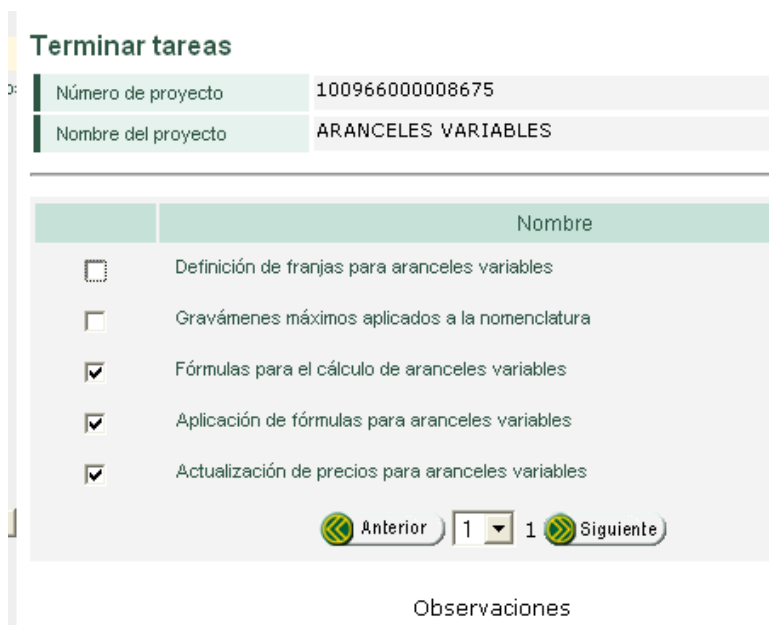 Terminar tareas
Número de proyecto 100966000008675
Nombre del proyecto ARANCELES VARIABLES
Nombre
Definición de franjas para aranceles variables
Gravámenes máximos aplicados a la nomenclatura
Fórmulas para el cálculo de aranceles variables
Aplicación de fórmulas para aranceles variables
Actualización de precios para aranceles variables
Anterior 1 1 Siguiente
Observaciones